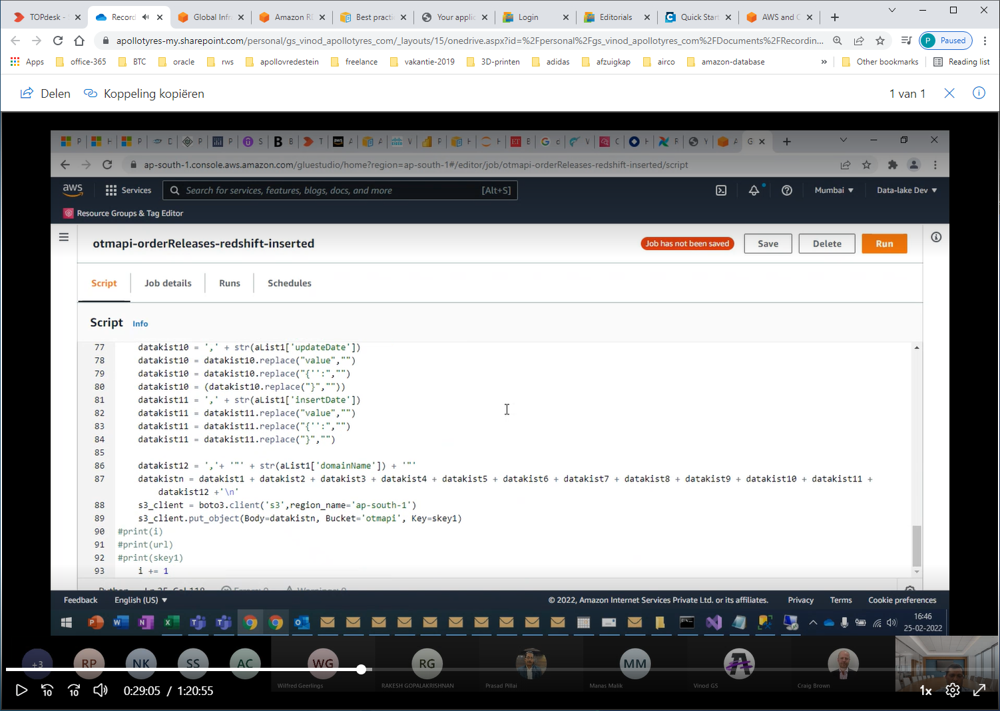 TOPdesk -
Record
Global Infr
Amazon R
Best practi
Your applic
Login
Editorials
Quick Start
AWS and C
apollotyres-my.sharepoint.com/personal/gs_vinod_apollotyres_com/_layouts/15/onedrive.aspx?id=%2Fpersonal%2Fgs_vinod_apollotyres_com%2FDocuments%2FRecordin...
P Paused
Apps office-365 BTC oracle rws apollovredestein freelance vakantie-2019 3D-printen adidas afzuigkap airco amazon-database » Other bookmarks Reading list
Delen Koppeling kopiëren 1 van 1
ap-south-1.console.aws.amazon.com/gluestudio/home?region=ap-south-1#/editor/job/otmapi-orderReleases-redshift-inserted/script
aws Services Search for services, features, blogs, docs, and more [Alt+S] Mumbai ▼ Data-lake Dev ▼
Resource Groups & Tag Editor
otmapi-orderReleases-redshift-inserted Job has not been saved Save Delete Run
Script Job details Runs Schedules
Script Info
77 datakist10 = ',' + str(aList1['updateDate'])
78 datakist10 = datakist10.replace("value","")
79 datakist10 = datakist10.replace("{'':","")
80 datakist10 = (datakist10.replace("}",""))
81 datakist11 = ',' + str(aList1['insertDate'])
82 datakist11 = datakist11.replace("value","")
83 datakist11 = datakist11.replace("{'':","")
84 datakist11 = datakist11.replace("}","")
85
86 datakist12 = ','+ '"' + str(aList1['domainName']) + '"'
87 datakistn = datakist1 + datakist2 + datakist3 + datakist4 + datakist5 + datakist6 + datakist7 + datakist8 + datakist9 + datakist10 + datakist11 +
datakist12 +'\n'
88 s3_client = boto3.client('s3',region_name='ap-south-1')
89 s3_client.put_object(Body=datakistn, Bucket='otmapi', Key=skey1)
90 #print(i)
91 #print(url)
92 #print(skey1)
93 i += 1
Python Ln 25, Col 118 Errors: 0 Warnings: 0
Feedback English (US) ▼ © 2022, Amazon Internet Services Private Ltd. or its affiliates. Privacy Terms Cookie preferences
16:46
25-02-2022
+3 RP NK SS AC WG RG MM
Wilfred Geerlings RAKESH GOPALAKRISHNAN Prasad Pillai Manas Malik Vinod GS Craig Brown
10 10 0:29:05 / 1:20:55 1x